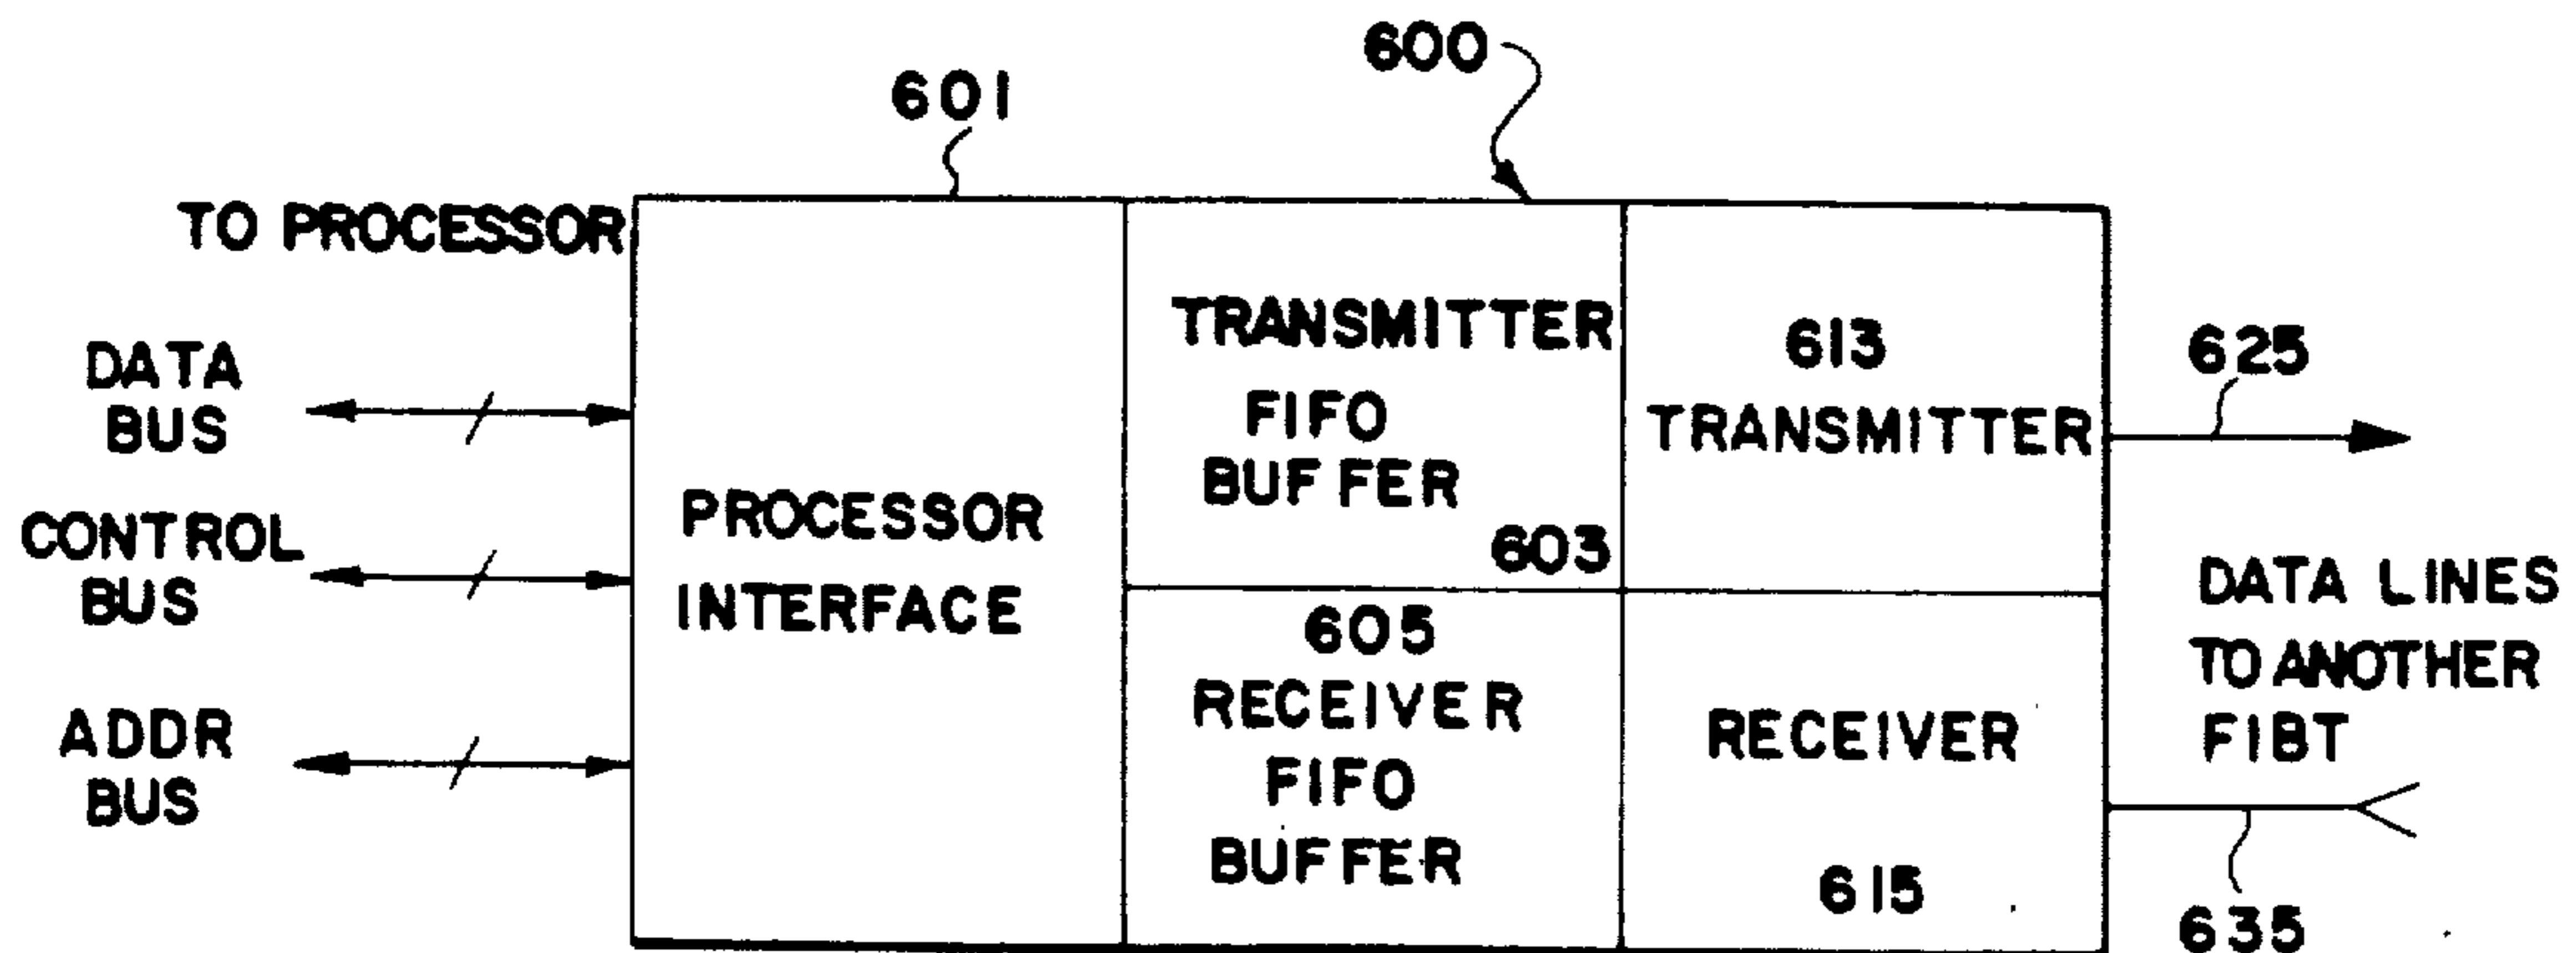 600
601
TO PROCESSOR
DATA
BUS
CONTROL
BUS
ADDR
BUS
PROCESSOR
INTERFACE
TRANSMITTER
FIFO
BUFFER
603
605
RECEIVER
FIFO
BUFFER
613
TRANSMITTER
RECEIVER
615
625
DATA LINES
TO ANOTHER
FIBT
635